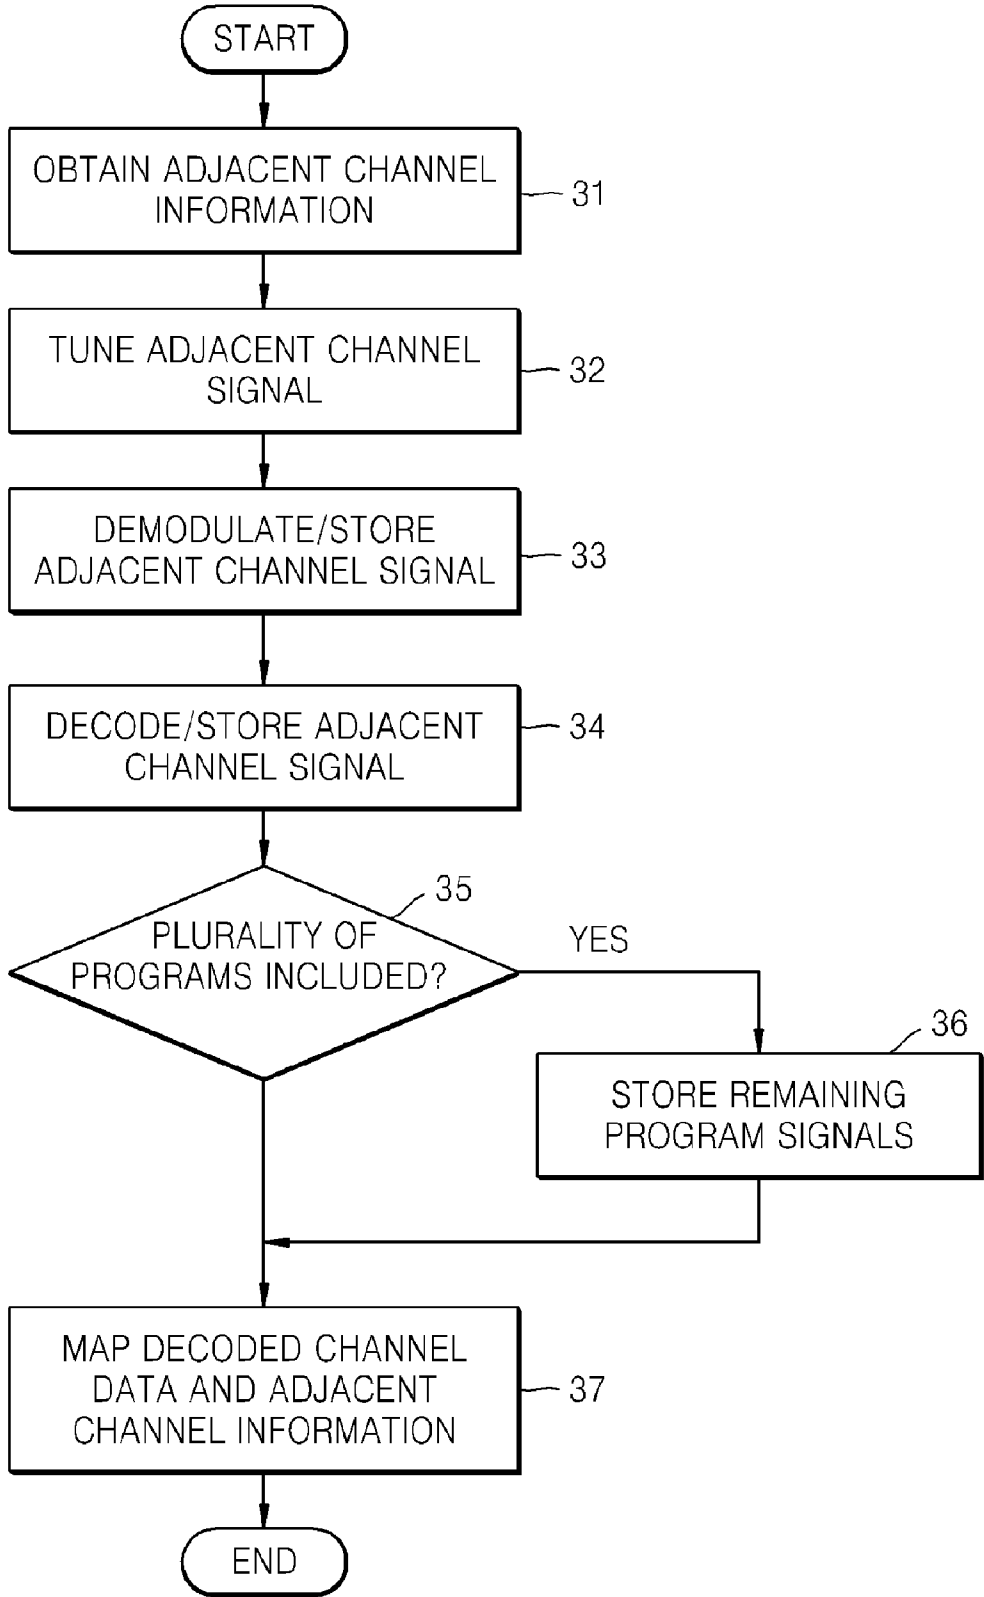 START
OBTAIN ADJACENT CHANNEL
INFORMATION
31
TUNE ADJACENT CHANNEL
SIGNAL
32
DEMODULATE/STORE
ADJACENT CHANNEL SIGNAL
33
DECODE/STORE ADJACENT
CHANNEL SIGNAL
34
35
PLURALITY OF
PROGRAMS INCLUDED?
YES
36
STORE REMAINING
PROGRAM SIGNALS
MAP DECODED CHANNEL
DATA AND ADJACENT
CHANNEL INFORMATION
37
END